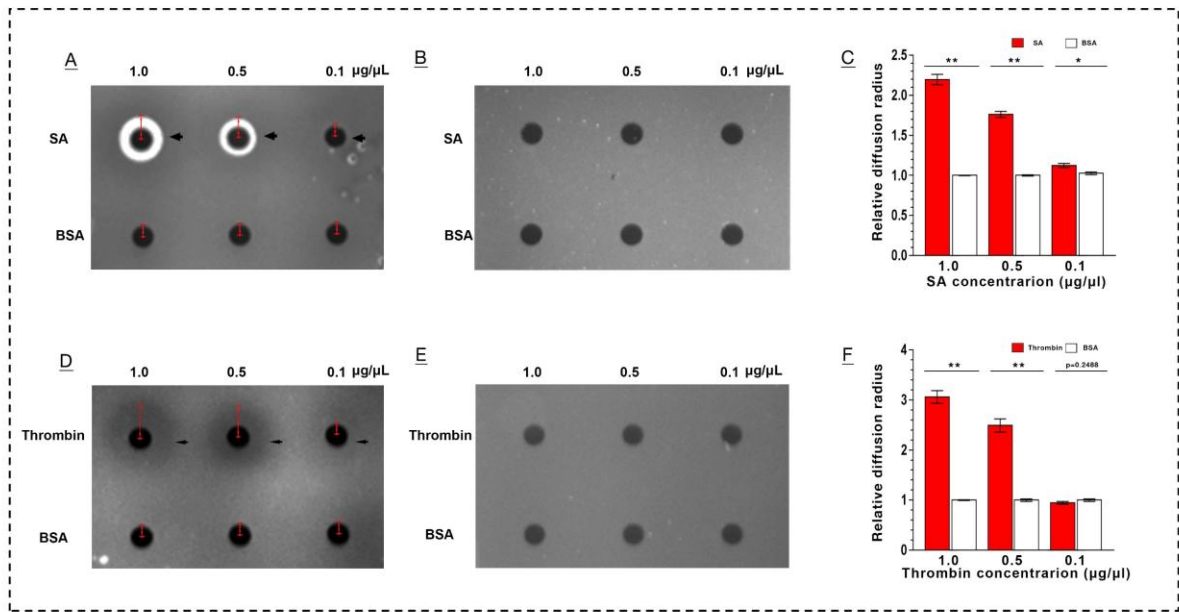 A
1.0 0.5 0.1 µg/µL
SA
BSA
B
1.0 0.5 0.1 µg/µL
SA
BSA
C
SA BSA
** ** *
Relative diffusion radius
2.5
2.0
1.5
1.0
0.5
0.0
1.0 0.5 0.1
SA concentrarion (µg/µl)
D
1.0 0.5 0.1 µg/µL
Thrombin
BSA
E
1.0 0.5 0.1 µg/µL
Thrombin
BSA
F
Thrombin BSA
** ** p=0.2488
Relative diffusion radius
4
3
2
1
0
1.0 0.5 0.1
Thrombin concentrarion (µg/µl)